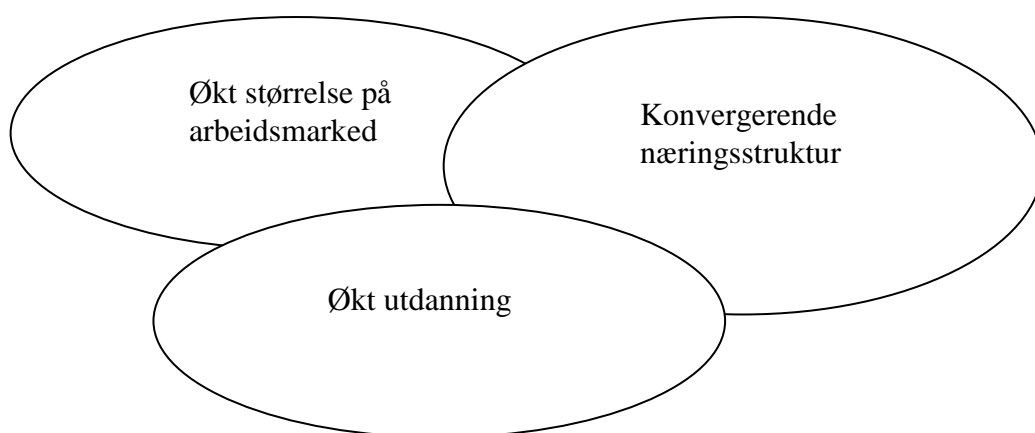 Økt størrelse på
arbeidsmarked
Konvergerende
næringsstruktur
Økt utdanning